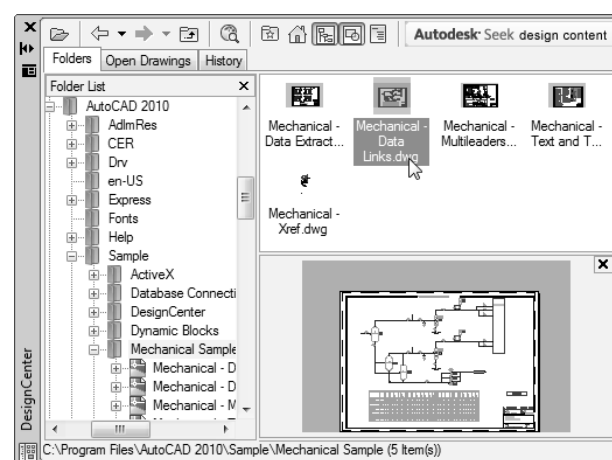 Autodesk Seek design content
Folders
Open Drawings
History
Folder List
AutoCAD 2010
AdlmRes
CER
Drv
en-US
Express
Fonts
Help
Sample
ActiveX
Database Connecti
DesignCenter
Dynamic Blocks
Mechanical Sample
Mechanical - D
Mechanical - D
Mechanical - M
Mechanical -
Data Extract...
Mechanical -
Data
Links.dwg
Mechanical -
Multileaders...
Mechanical -
Text and T...
Mechanical -
Xref.dwg
DesignCenter
C:\Program Files\AutoCAD 2010\Sample\Mechanical Sample (5 Item(s))